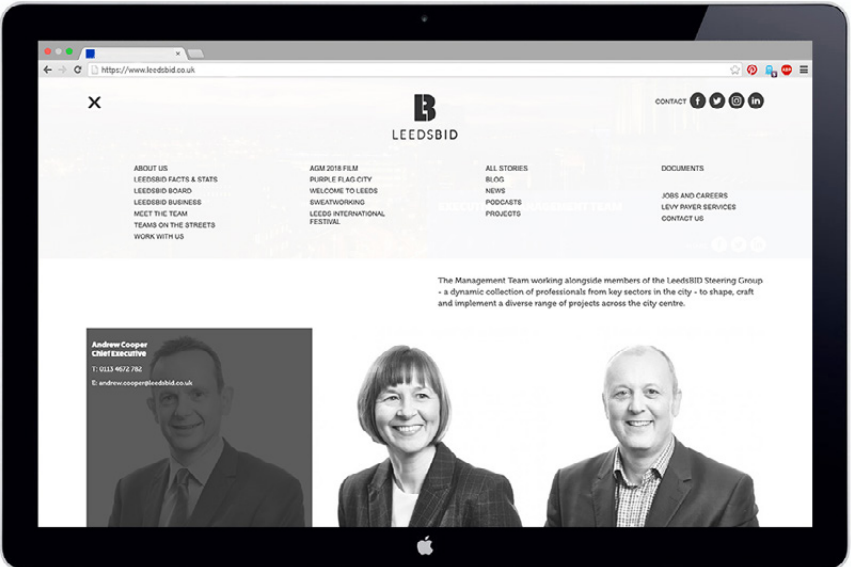 https://www.leedsbid.co.uk
CONTACT
LEEDSBID
ABOUT US
LEEDSBID FACTS & STATS
LEEDSBID BOARD
LEEDSBID BUSINESS
MEET THE TEAM
TEAMS ON THE STREETS
WORK WITH US
AGM 2018 FILM
PURPLE FLAG CITY
WELCOME TO LEEDS
SWEATWORKING
LEEDS INTERNATIONAL
FESTIVAL
ALL STORIES
BLOG
NEWS
PODCASTS
PROJECTS
DOCUMENTS
JOBS AND CAREERS
LEVY PAYER SERVICES
CONTACT US
EXECUTIVE MANAGEMENT TEAM
The Management Team working alongside members of the LeedsBID Steering Group
- a dynamic collection of professionals from key sectors in the city - to shape, craft
and implement a diverse range of projects across the city centre.
Andrew Cooper
Chief Executive
T: 0113 4672 782
E: andrew.cooper@leedsbid.co.uk